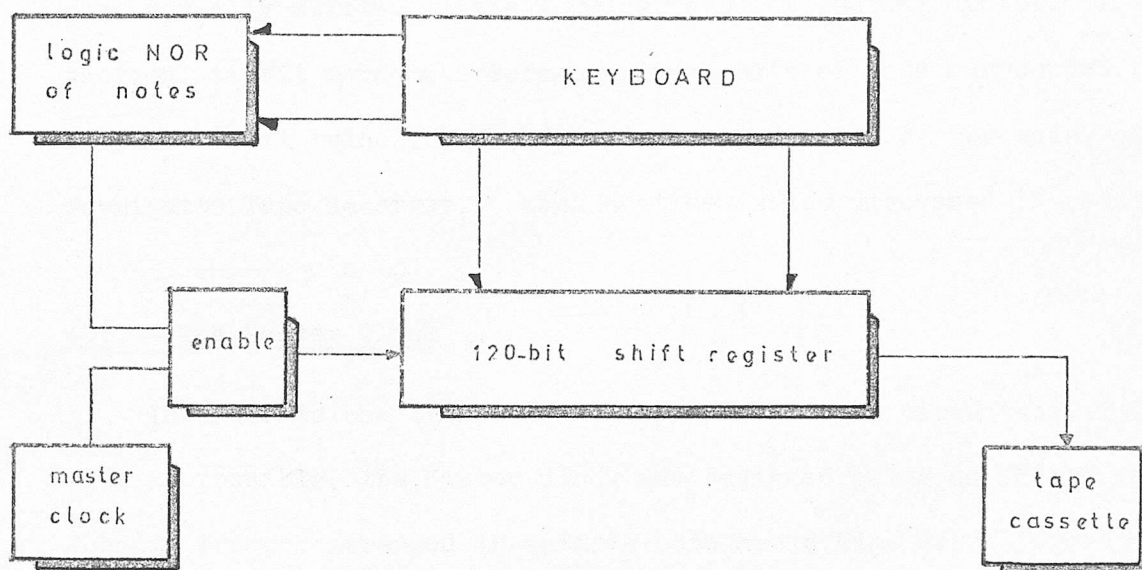 logic NOR
of notes
KEYBOARD
enable
120-bit shift register
master
clock
tape
cassette